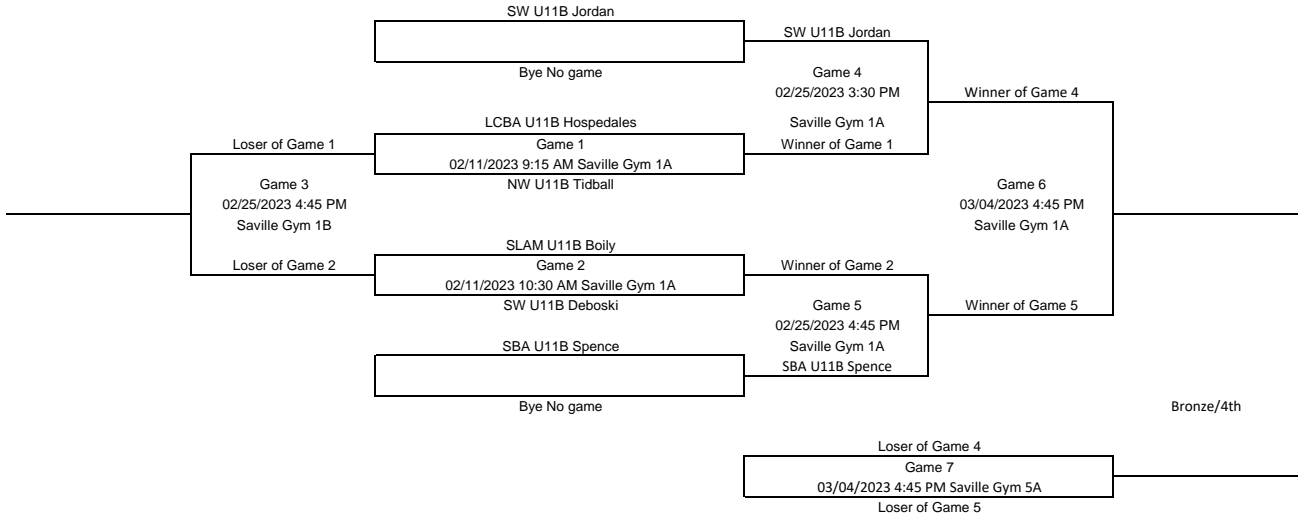 SW U11B Jordan
SW U11B Jordan
Bye No game
Game 4
02/25/2023 3:30 PM
Winner of Game 4
LCBA U11B Hospedales
Saville Gym 1A
Loser of Game 1
Game 1
Winner of Game 1
02/11/2023 9:15 AM Saville Gym 1A
Game 3
NW U11B Tidball
Game 6
02/25/2023 4:45 PM
03/04/2023 4:45 PM
Saville Gym 1B
Saville Gym 1A
SLAM U11B Boily
Loser of Game 2
Game 2
Winner of Game 2
02/11/2023 10:30 AM Saville Gym 1A
SW U11B Deboski
Game 5
Winner of Game 5
02/25/2023 4:45 PM
SBA U11B Spence
Saville Gym 1A
SBA U11B Spence
Bye No game
Bronze/4th
Loser of Game 4
Game 7
03/04/2023 4:45 PM Saville Gym 5A
Loser of Game 5